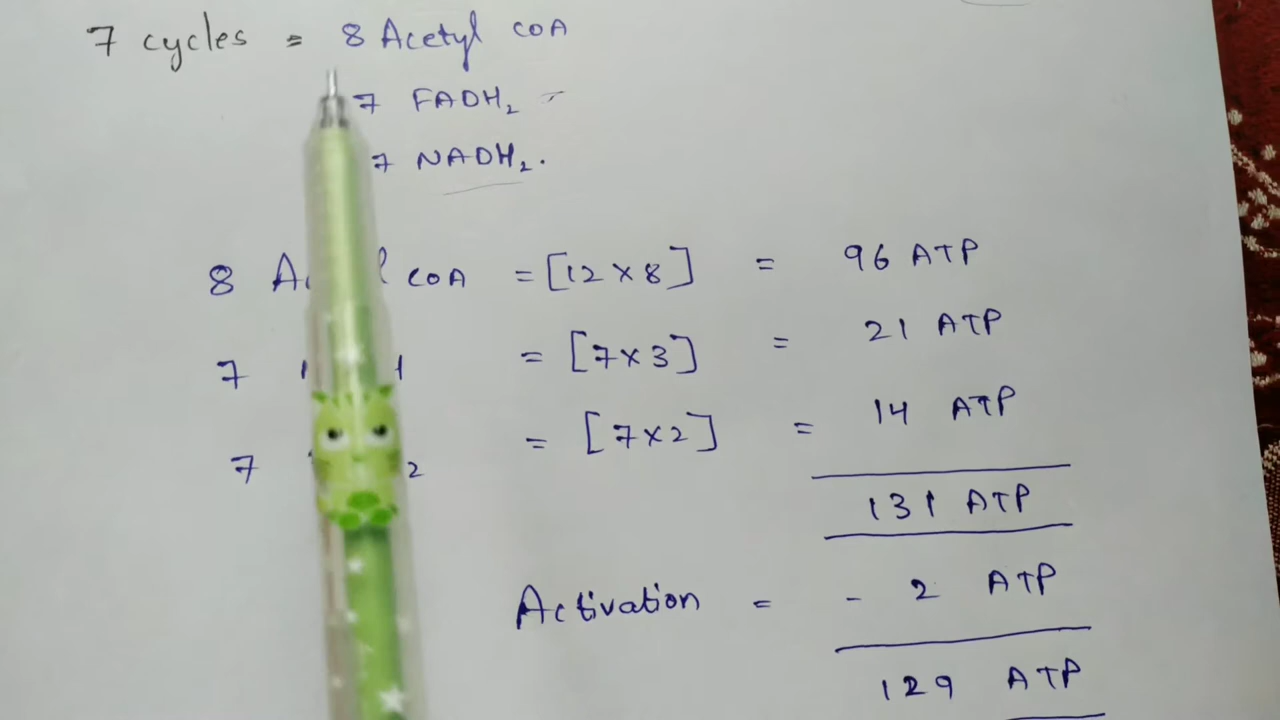 7 cycles = 8 Acetyl coA
7 FADH₂
7 NADH₂.
8 coA = [12 x 8] = 96 ATP
7 = [7 x 3] = 21 ATP
7 = [7 x 2] = 14 ATP
131 ATP
Activation = - 2 ATP
129 ATP